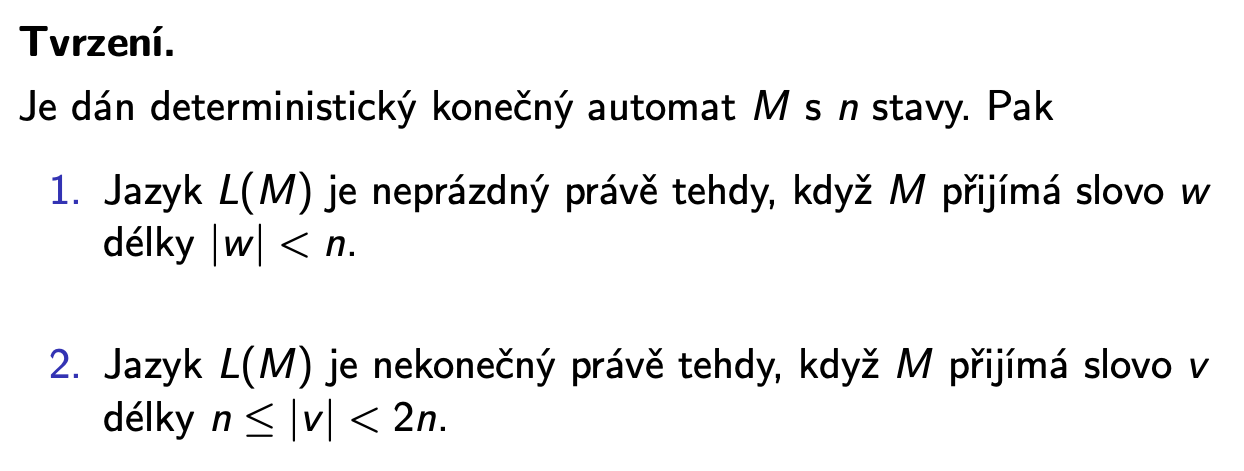 Tvrzení.
Je dán deterministický konečný automat M s n stavy. Pak
1. Jazyk L(M) je neprázdný právě tehdy, když M přijímá slovo w
délky |w| < n.
2. Jazyk L(M) je nekonečný právě tehdy, když M přijímá slovo v
délky n ≤ |v| < 2n.